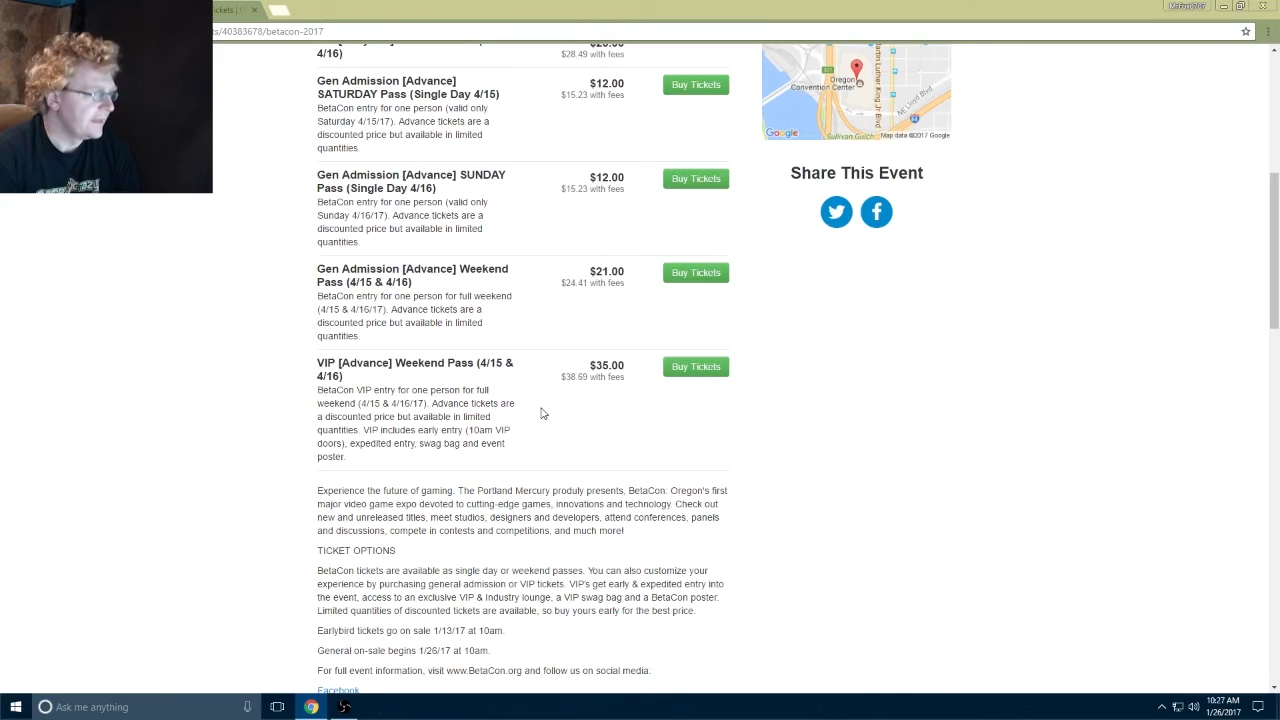 Tickets |
McFro0707
ts/40383678/betacon-2017
4/16)
$28.49 with fees
Gen Admission [Advance]
SATURDAY Pass (Single Day 4/15)
$12.00
$15.23 with fees
Buy Tickets
BetaCon entry for one person (valid only
Saturday 4/15/17). Advance tickets are a
discounted price but available in limited
quantities.
Gen Admission [Advance] SUNDAY
Pass (Single Day 4/16)
$12.00
$15.23 with fees
Buy Tickets
BetaCon entry for one person (valid only
Sunday 4/16/17). Advance tickets are a
discounted price but available in limited
quantities.
Gen Admission [Advance] Weekend
Pass (4/15 & 4/16)
$21.00
$24.41 with fees
Buy Tickets
BetaCon entry for one person for full weekend
(4/15 & 4/16/17). Advance tickets are a
discounted price but available in limited
quantities.
VIP [Advance] Weekend Pass (4/15 &
4/16)
$35.00
$38.69 with fees
Buy Tickets
BetaCon VIP entry for one person for full
weekend (4/15 & 4/16/17). Advance tickets are
a discounted price but available in limited
quantities. VIP includes early entry (10am VIP
doors), expedited entry, swag bag and event
poster.
Experience the future of gaming. The Portland Mercury produly presents, BetaCon: Oregon's first
major video game expo devoted to cutting-edge games, innovations and technology. Check out
new and unreleased titles, meet studios, designers and developers, attend conferences, panels
and discussions, compete in contests and competitions, and much more!
TICKET OPTIONS
BetaCon tickets are available as single day or weekend passes. You can also customize your
experience by purchasing general admission or VIP tickets. VIP's get early & expedited entry into
the event, access to an exclusive VIP & Industry lounge, a VIP swag bag and a BetaCon poster.
Limited quantities of discounted tickets are available, so buy yours early for the best price.
Earlybird tickets go on sale 1/13/17 at 10am.
General on-sale begins 1/26/17 at 10am.
For full event information, visit www.BetaCon.org and follow us on social media:
Facebook
Oregon
Convention Center
Martin Luther King Jr Blvd
NE Lloyd Blvd
Sullivan Gulch
Google
Map data ©2017 Google
Share This Event
Ask me anything
10:27 AM
1/26/2017